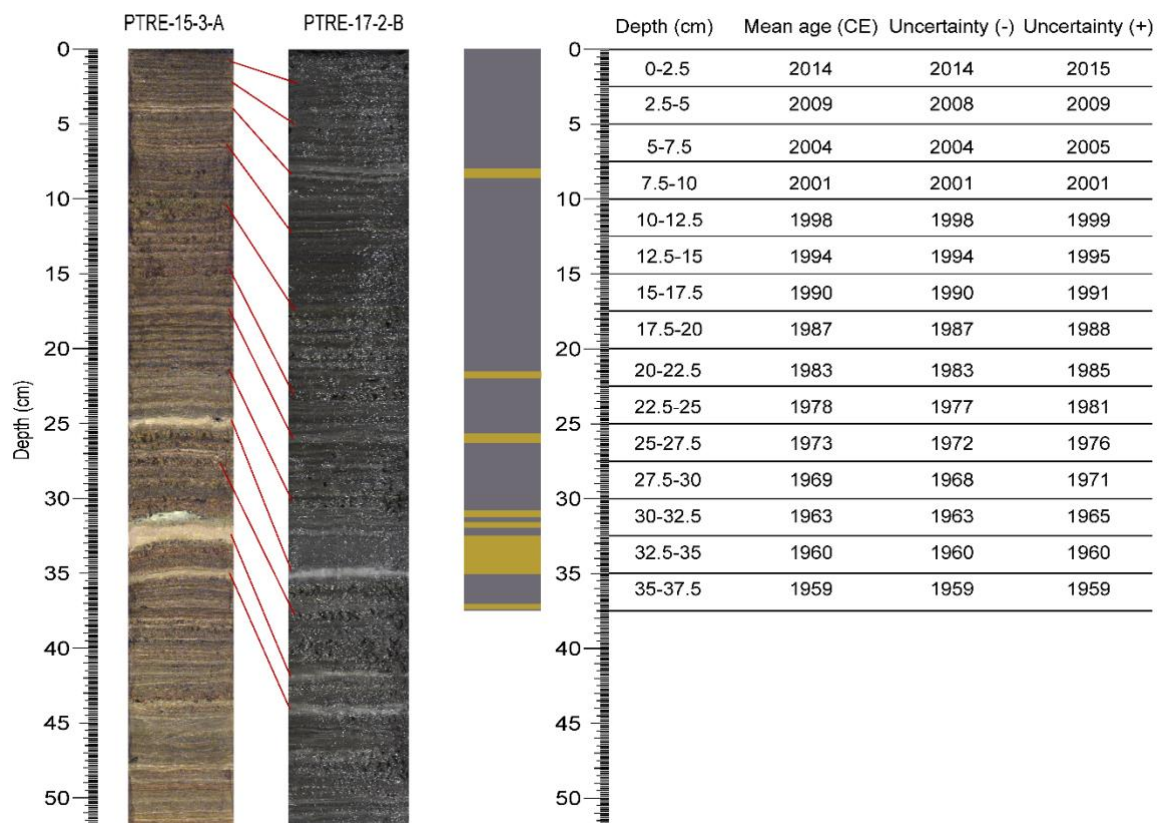 PTRE-15-3-A PTRE-17-2-B
Depth (cm) Mean age (CE) Uncertainty (-) Uncertainty (+)
0 0
0-2.5 2014 2014 2015
2.5-5 2009 2008 2009
5 5
5-7.5 2004 2004 2005
7.5-10 2001 2001 2001
10 10
10-12.5 1998 1998 1999
12.5-15 1994 1994 1995
15 15
15-17.5 1990 1990 1991
17.5-20 1987 1987 1988
20 20
20-22.5 1983 1983 1985
22.5-25 1978 1977 1981
25 25
Depth (cm)
25-27.5 1973 1972 1976
27.5-30 1969 1968 1971
30 30
30-32.5 1963 1963 1965
32.5-35 1960 1960 1960
35 35
35-37.5 1959 1959 1959
40 40
45 45
50 50